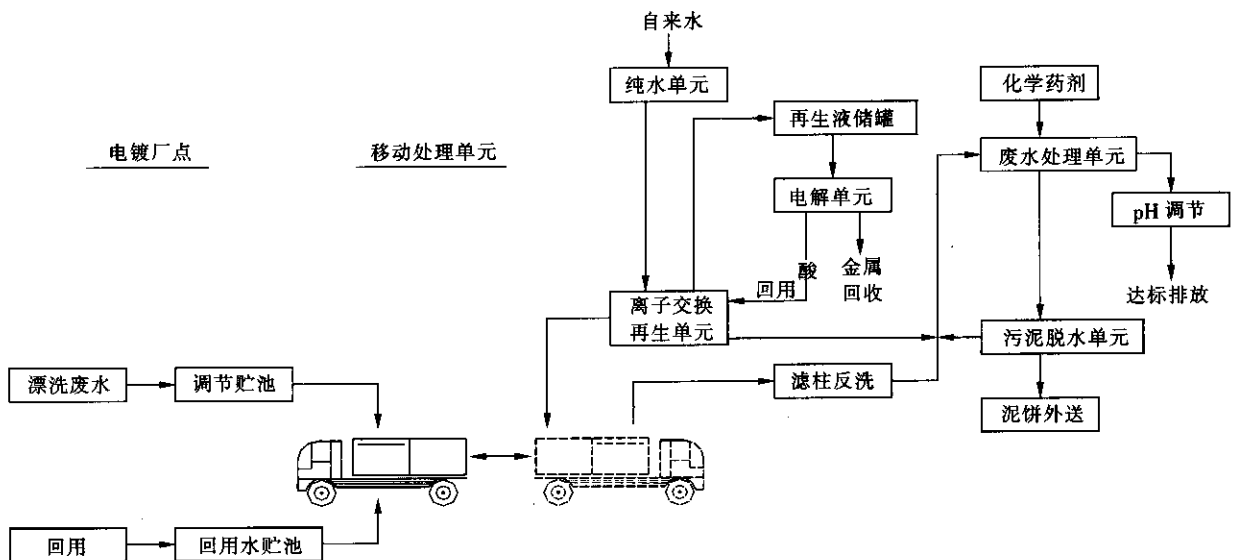 自来水
纯水单元
化学药剂
再生液储罐
电镀厂点
移动处理单元
废水处理单元
电解单元
pH 调节
酸
金属
回收
回用
达标排放
离子交换
再生单元
污泥脱水单元
漂洗废水
调节贮池
滤柱反洗
泥饼外送
回用
回用水贮池